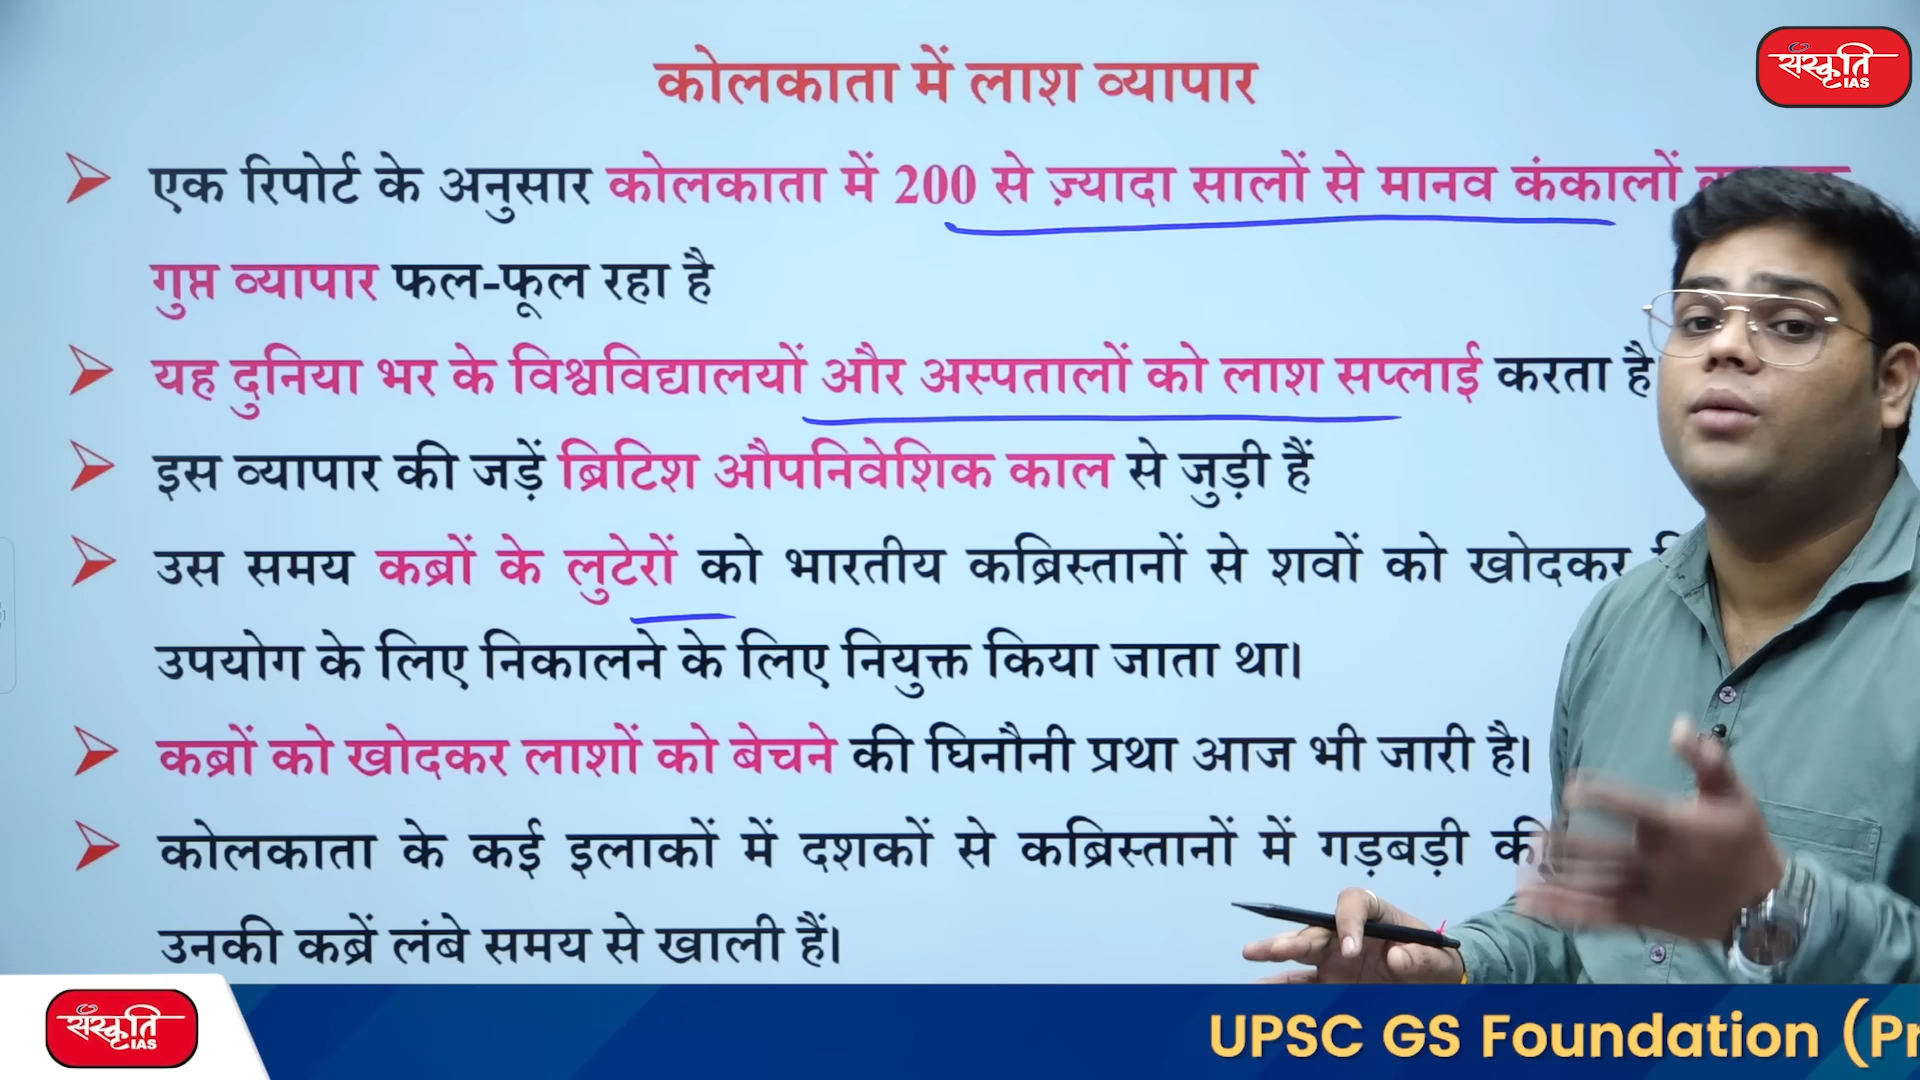 संस्कृति
IAS
कोलकाता में लाश व्यापार
एक रिपोर्ट के अनुसार कोलकाता में 200 से ज़्यादा सालों से मानव कंकालों
गुप्त व्यापार फल-फूल रहा है
यह दुनिया भर के विश्वविद्यालयों और अस्पतालों को लाश सप्लाई करता है
इस व्यापार की जड़ें ब्रिटिश औपनिवेशिक काल से जुड़ी हैं
उस समय कब्रों के लुटेरों को भारतीय कब्रिस्तानों से शवों को खोदकर
उपयोग के लिए निकालने के लिए नियुक्त किया जाता था।
कब्रों को खोदकर लाशों को बेचने की घिनौनी प्रथा आज भी जारी है।
कोलकाता के कई इलाकों में दशकों से कब्रिस्तानों में गड़बड़ी की
उनकी कब्रें लंबे समय से खाली हैं।
संस्कृति
IAS
UPSC GS Foundation (Pr